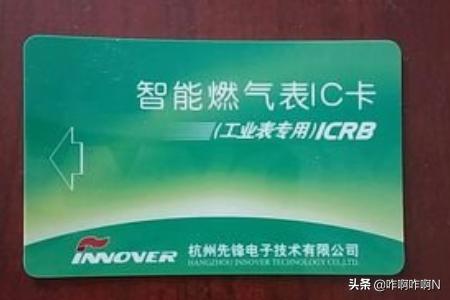 智能燃气表IC卡
(工业表专用)ICRB
INNOVER 杭州先锋电子技术有限公司
HANGZHOU INNOVER TECHNOLOGY CO.,LTD.
头条 @咋啊咋啊N